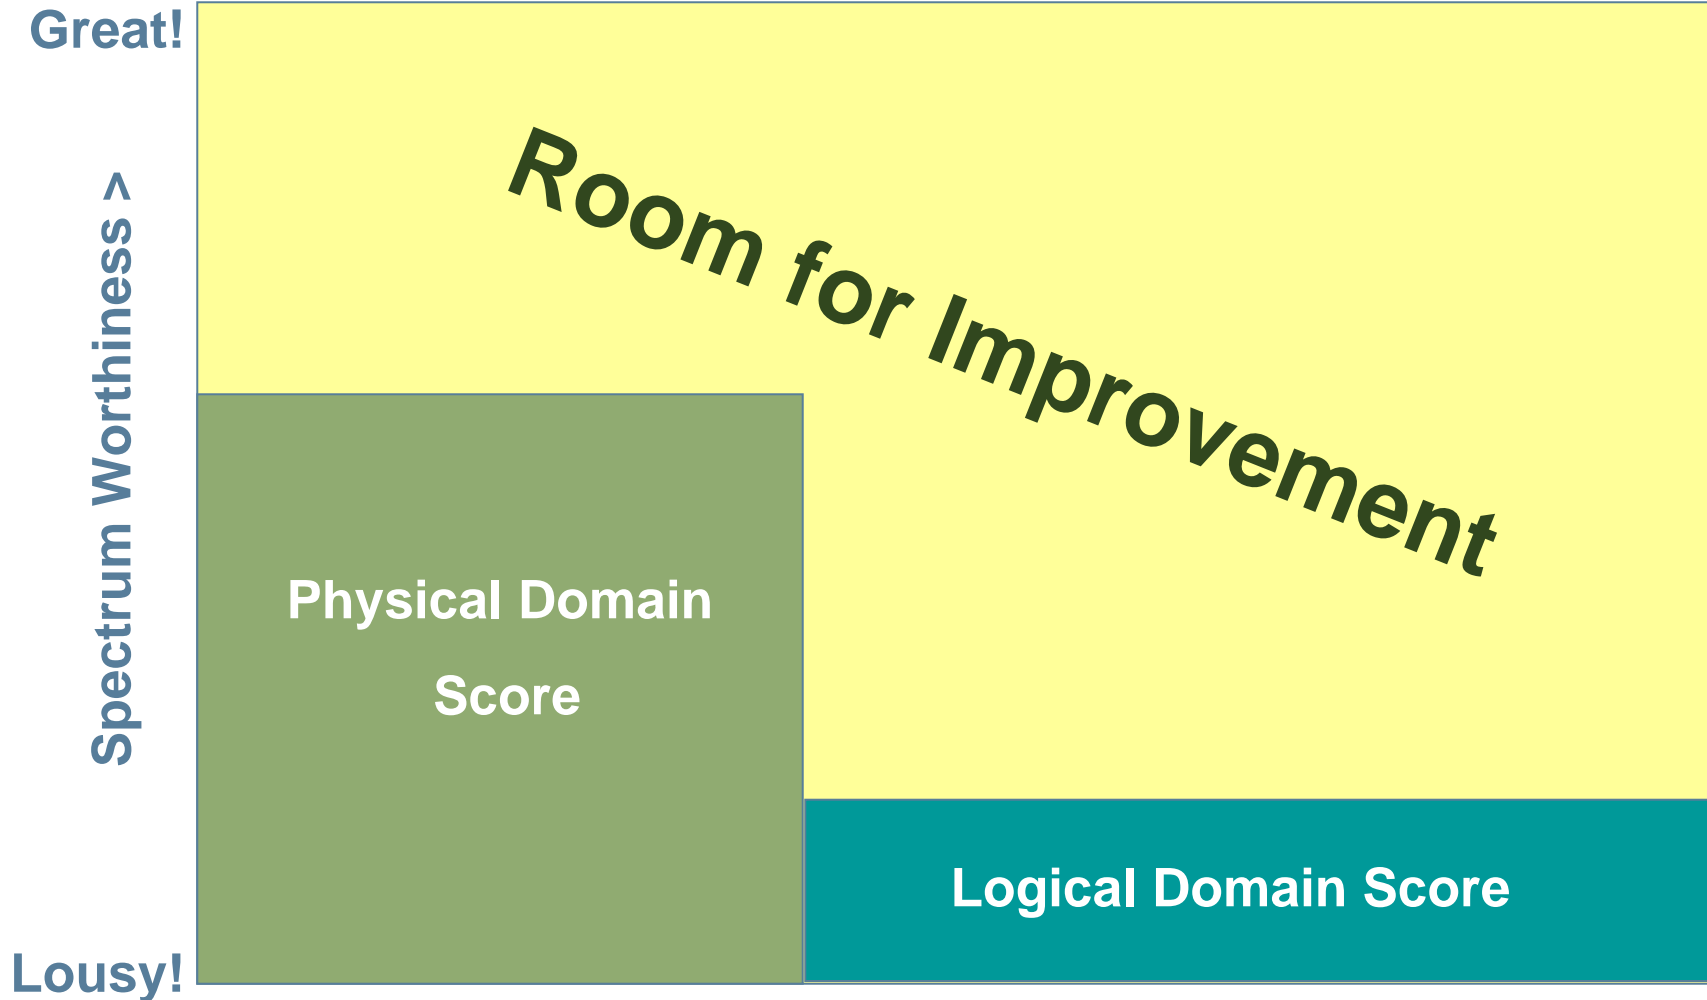 Great!
Spectrum Worthiness >
Room for Improvement
Physical Domain
Score
Logical Domain Score
Lousy!